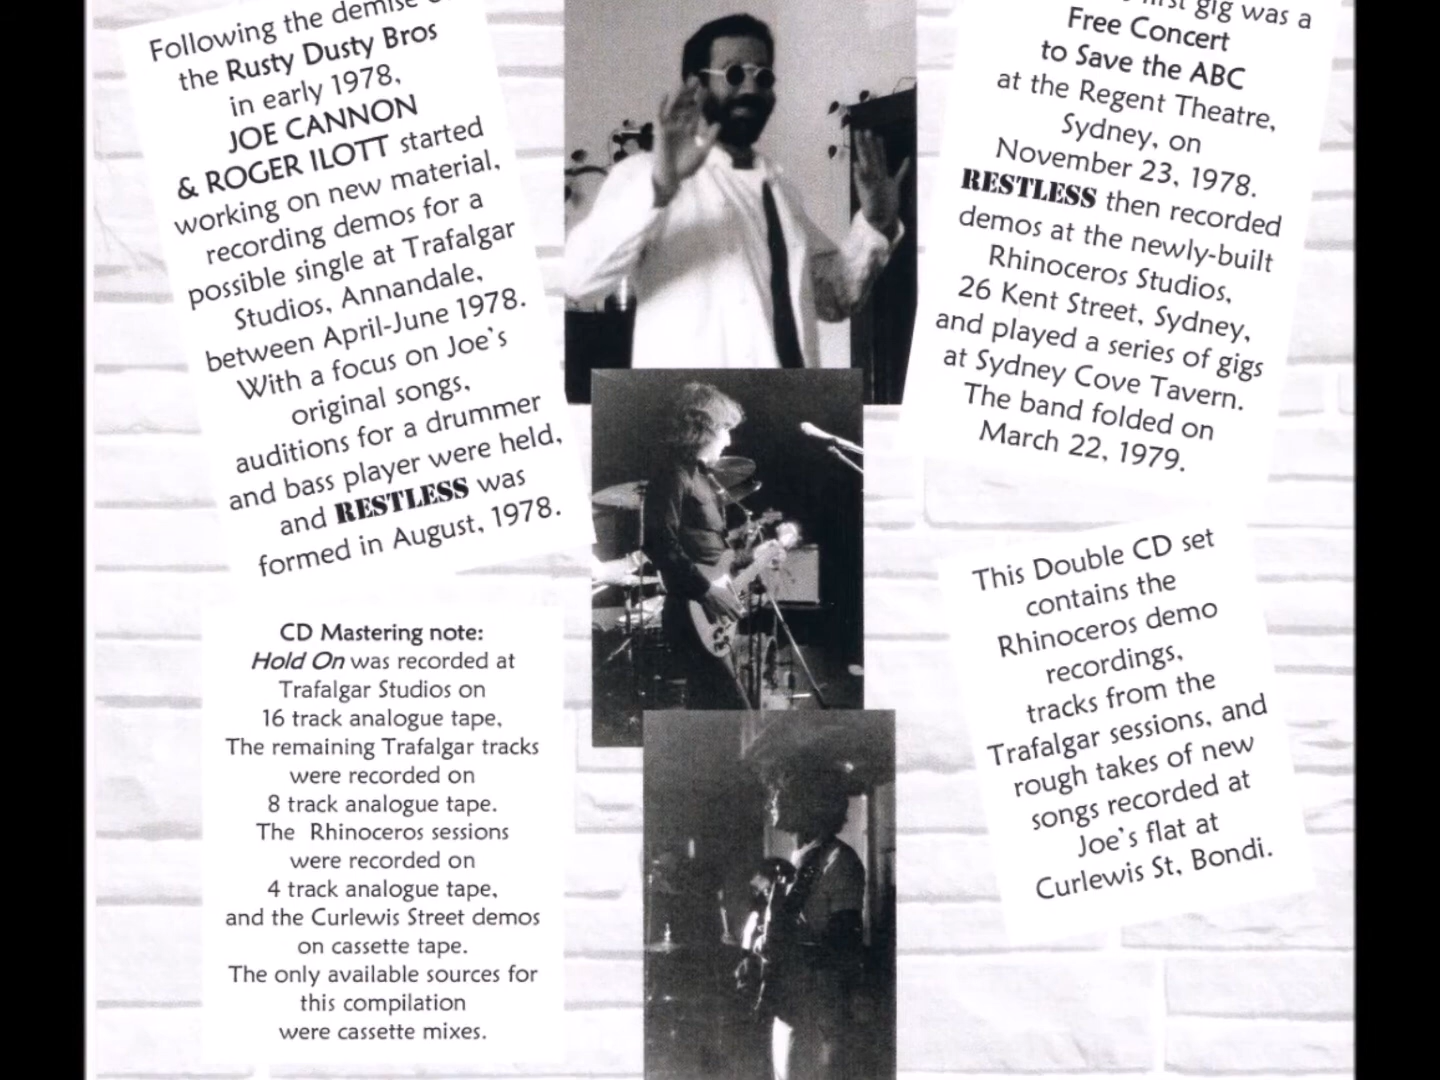 Following the demise
the Rusty Dusty Bros
in early 1978,
JOE CANNON
& ROGER ILOTT started
working on new material,
recording demos for a
possible single at Trafalgar
Studios, Annandale,
between April-June 1978.
With a focus on Joe's
original songs,
auditions for a drummer
and bass player were held,
and RESTLESS was
formed in August, 1978.
CD Mastering note:
Hold On was recorded at
Trafalgar Studios on
16 track analogue tape,
The remaining Trafalgar tracks
were recorded on
8 track analogue tape.
The Rhinoceros sessions
were recorded on
4 track analogue tape,
and the Curlewis Street demos
on cassette tape.
The only available sources for
this compilation
were cassette mixes.
first gig was a
Free Concert
to Save the ABC
at the Regent Theatre,
Sydney, on
November 23, 1978.
RESTLESS then recorded
demos at the newly-built
Rhinoceros Studios,
26 Kent Street, Sydney,
and played a series of gigs
at Sydney Cove Tavern.
The band folded on
March 22, 1979.
This Double CD set
contains the
Rhinoceros demo
recordings,
tracks from the
Trafalgar sessions, and
rough takes of new
songs recorded at
Joe's flat at
Curlewis St, Bondi.